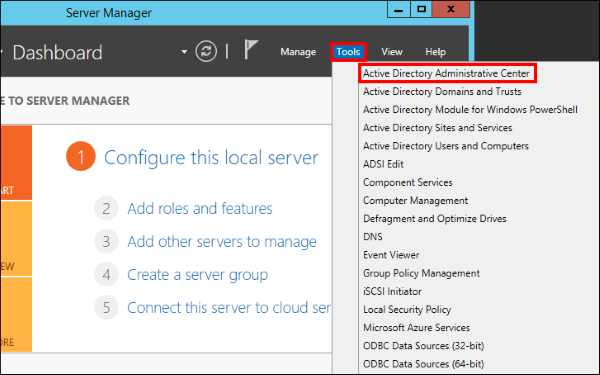 Server Manager
Dashboard
Manage
Tools
View
Help
E TO SERVER MANAGER
1 Configure this local server
2 Add roles and features
3 Add other servers to manage
4 Create a server group
5 Connect this server to cloud ser
ART
EW
ORE
Active Directory Administrative Center
Active Directory Domains and Trusts
Active Directory Module for Windows PowerShell
Active Directory Sites and Services
Active Directory Users and Computers
ADSI Edit
Component Services
Computer Management
Defragment and Optimize Drives
DNS
Event Viewer
Group Policy Management
iSCSI Initiator
Local Security Policy
Microsoft Azure Services
ODBC Data Sources (32-bit)
ODBC Data Sources (64-bit)